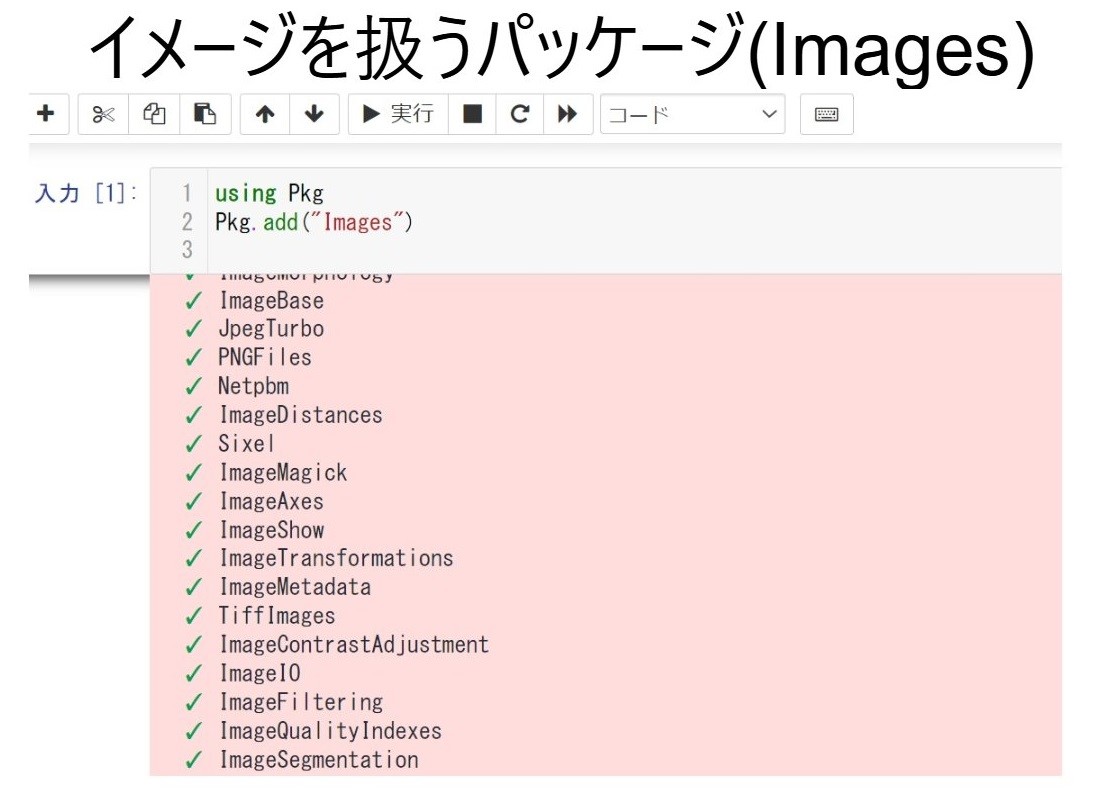 イメージを扱うパッケージ(Images)
実行 コード
入力 [1]:
1 using Pkg
2 Pkg.add("Images")
3
✓ ImageMorphology
✓ ImageBase
✓ JpegTurbo
✓ PNGFiles
✓ Netpbm
✓ ImageDistances
✓ Sixel
✓ ImageMagick
✓ ImageAxes
✓ ImageShow
✓ ImageTransformations
✓ ImageMetadata
✓ TiffImages
✓ ImageContrastAdjustment
✓ ImageIO
✓ ImageFiltering
✓ ImageQualityIndexes
✓ ImageSegmentation